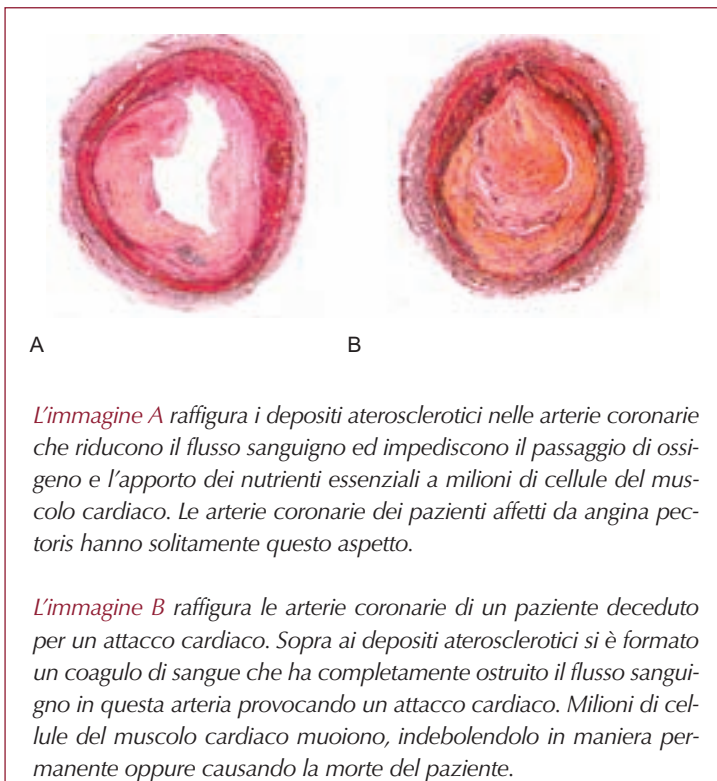 A B
L'immagine A raffigura i depositi aterosclerotici nelle arterie coronarie
che riducono il flusso sanguigno ed impediscono il passaggio di ossi-
geno e l'apporto dei nutrienti essenziali a milioni di cellule del mus-
colo cardiaco. Le arterie coronarie dei pazienti affetti da angina pec-
toris hanno solitamente questo aspetto.
L'immagine B raffigura le arterie coronarie di un paziente deceduto
per un attacco cardiaco. Sopra ai depositi aterosclerotici si è formato
un coagulo di sangue che ha completamente ostruito il flusso sangui-
gno in questa arteria provocando un attacco cardiaco. Milioni di cel-
lule del muscolo cardiaco muoiono, indebolendolo in maniera per-
manente oppure causando la morte del paziente.